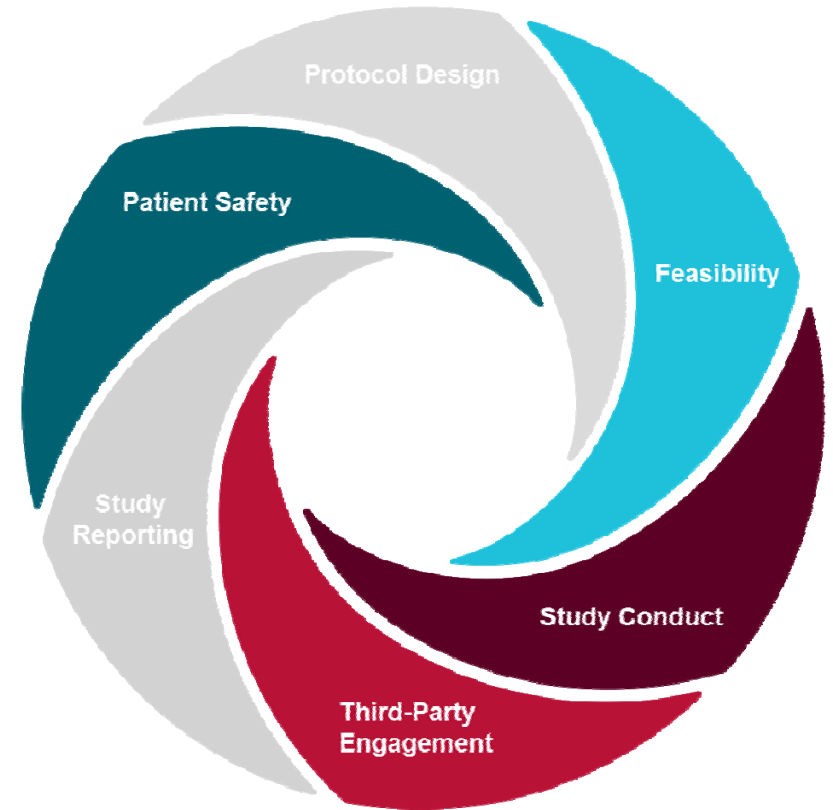 Protocol Design
Patient Safety
Feasibility
Study
Reporting
Study Conduct
Third-Party
Engagement